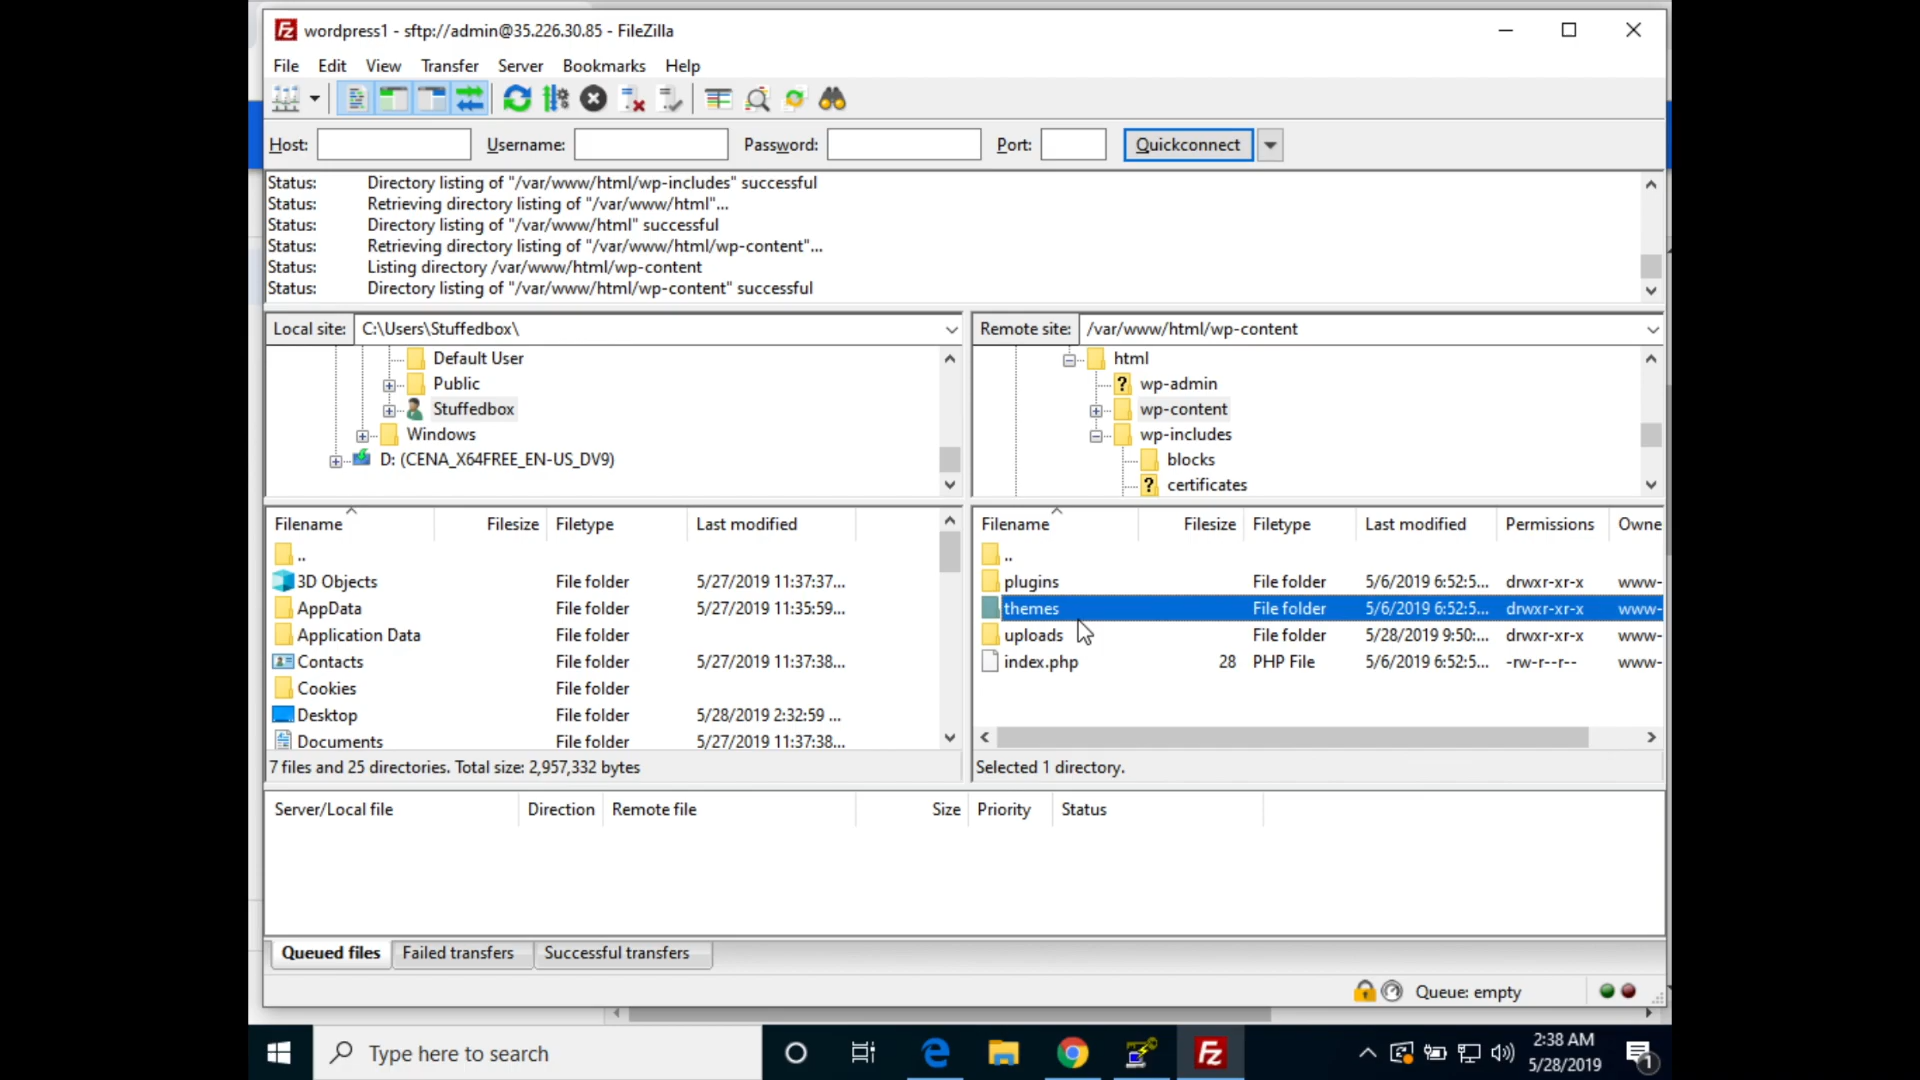 wordpress1 - sftp://admin@35.226.30.85 - FileZilla
File Edit View Transfer Server Bookmarks Help
Host: Username: Password: Port: Quickconnect
Status: Directory listing of "/var/www/html/wp-includes" successful
Status: Retrieving directory listing of "/var/www/html"...
Status: Directory listing of "/var/www/html" successful
Status: Retrieving directory listing of "/var/www/html/wp-content"...
Status: Listing directory /var/www/html/wp-content
Status: Directory listing of "/var/www/html/wp-content" successful
Local site: C:\Users\Stuffedbox\
Default User
Public
Stuffedbox
Windows
D: (CENA_X64FREE_EN-US_DV9)
Filename Filesize Filetype Last modified
..
3D Objects File folder 5/27/2019 11:37:37...
AppData File folder 5/27/2019 11:35:59...
Application Data File folder
Contacts File folder 5/27/2019 11:37:38...
Cookies File folder
Desktop File folder 5/28/2019 2:32:59 ...
Documents File folder 5/27/2019 11:37:38...
7 files and 25 directories. Total size: 2,957,332 bytes
Remote site: /var/www/html/wp-content
html
wp-admin
wp-content
wp-includes
blocks
certificates
Filename Filesize Filetype Last modified Permissions Owne
..
plugins File folder 5/6/2019 6:52:5... drwxr-xr-x www-
themes File folder 5/6/2019 6:52:5... drwxr-xr-x www-
uploads File folder 5/28/2019 9:50:... drwxr-xr-x www-
index.php 28 PHP File 5/6/2019 6:52:5... -rw-r--r-- www-
Selected 1 directory.
Server/Local file Direction Remote file Size Priority Status
Queued files Failed transfers Successful transfers
Queue: empty
Type here to search
2:38 AM
5/28/2019
1